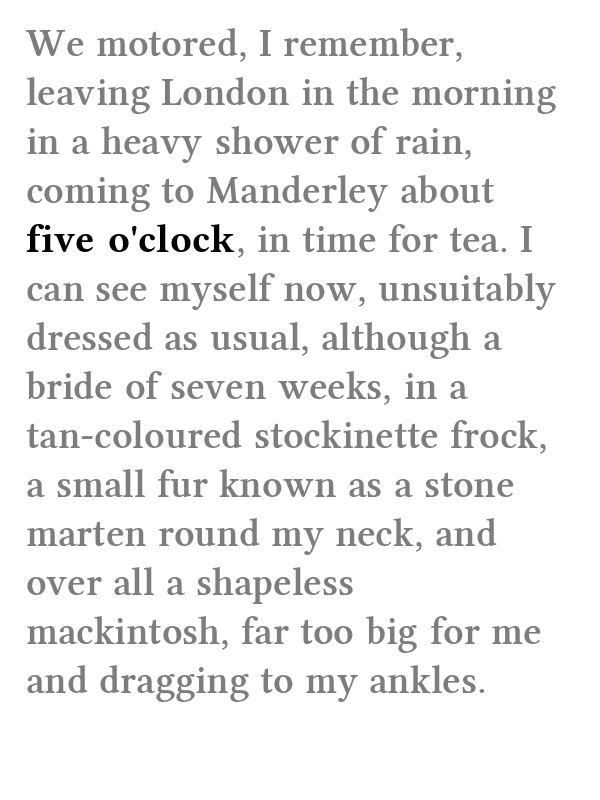 We motored, I remember,
leaving London in the morning
in a heavy shower of rain,
coming to Manderley about
five o'clock, in time for tea. I
can see myself now, unsuitably
dressed as usual, although a
bride of seven weeks, in a
tan-coloured stockinette frock,
a small fur known as a stone
marten round my neck, and
over all a shapeless
mackintosh, far too big for me
and dragging to my ankles.